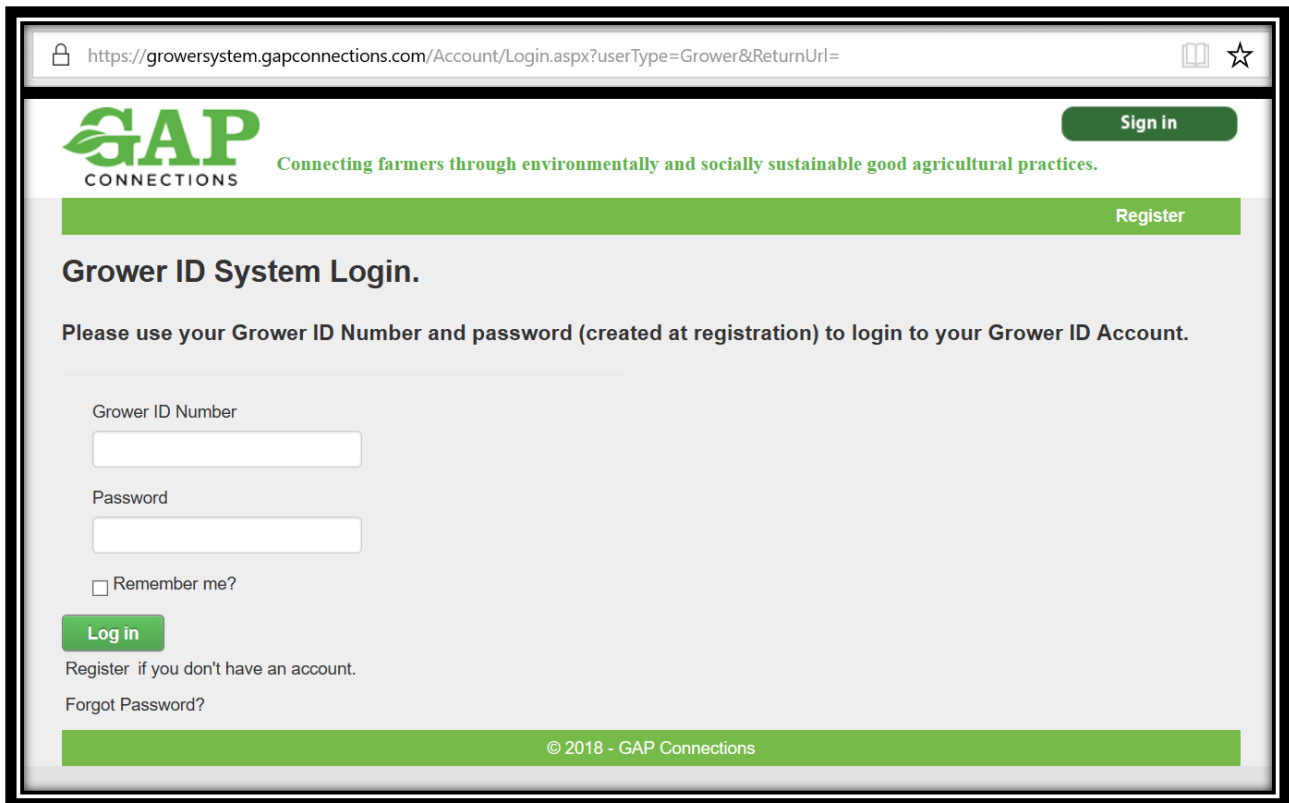 https://growersystem.gapconnections.com/Account/Login.aspx?userType=Grower&ReturnUrl=
GAP
CONNECTIONS
Sign in
Connecting farmers through environmentally and socially sustainable good agricultural practices.
Register
Grower ID System Login.
Please use your Grower ID Number and password (created at registration) to login to your Grower ID Account.
Grower ID Number
Password
Remember me?
Log in
Register if you don't have an account.
Forgot Password?
© 2018 - GAP Connections